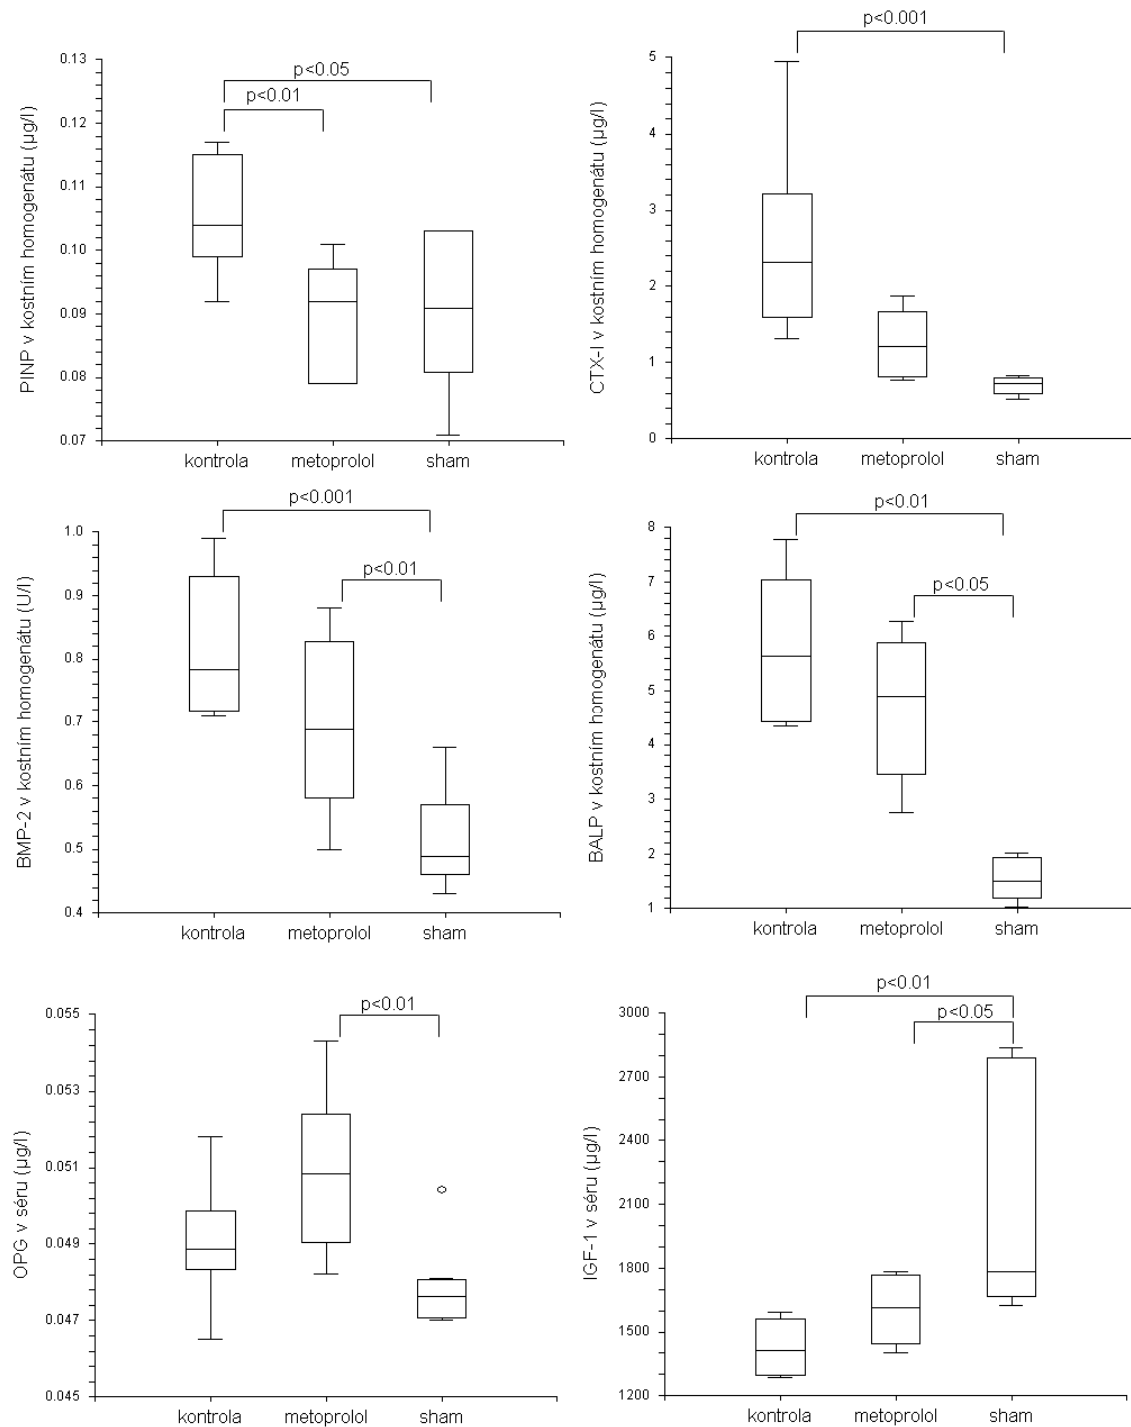 p<0.05
p<0.01
PINP v kostním homogenátu (µg/l)
0.13
0.12
0.11
0.10
0.09
0.08
0.07
kontrola metoprolol sham
p<0.001
CTX-I v kostním homogenátu (µg/l)
5
4
3
2
1
0
kontrola metoprolol sham
p<0.001
p<0.01
BMP-2 v kostním homogenátu (U/l)
1.0
0.9
0.8
0.7
0.6
0.5
0.4
kontrola metoprolol sham
p<0.01
p<0.05
BALP v kostním homogenátu (µg/l)
8
7
6
5
4
3
2
1
kontrola metoprolol sham
p<0.01
OPG v séru (µg/l)
0.055
0.053
0.051
0.049
0.047
0.045
kontrola metoprolol sham
p<0.01
p<0.05
IGF-1 v séru (µg/l)
3000
2700
2400
2100
1800
1500
1200
kontrola metoprolol sham